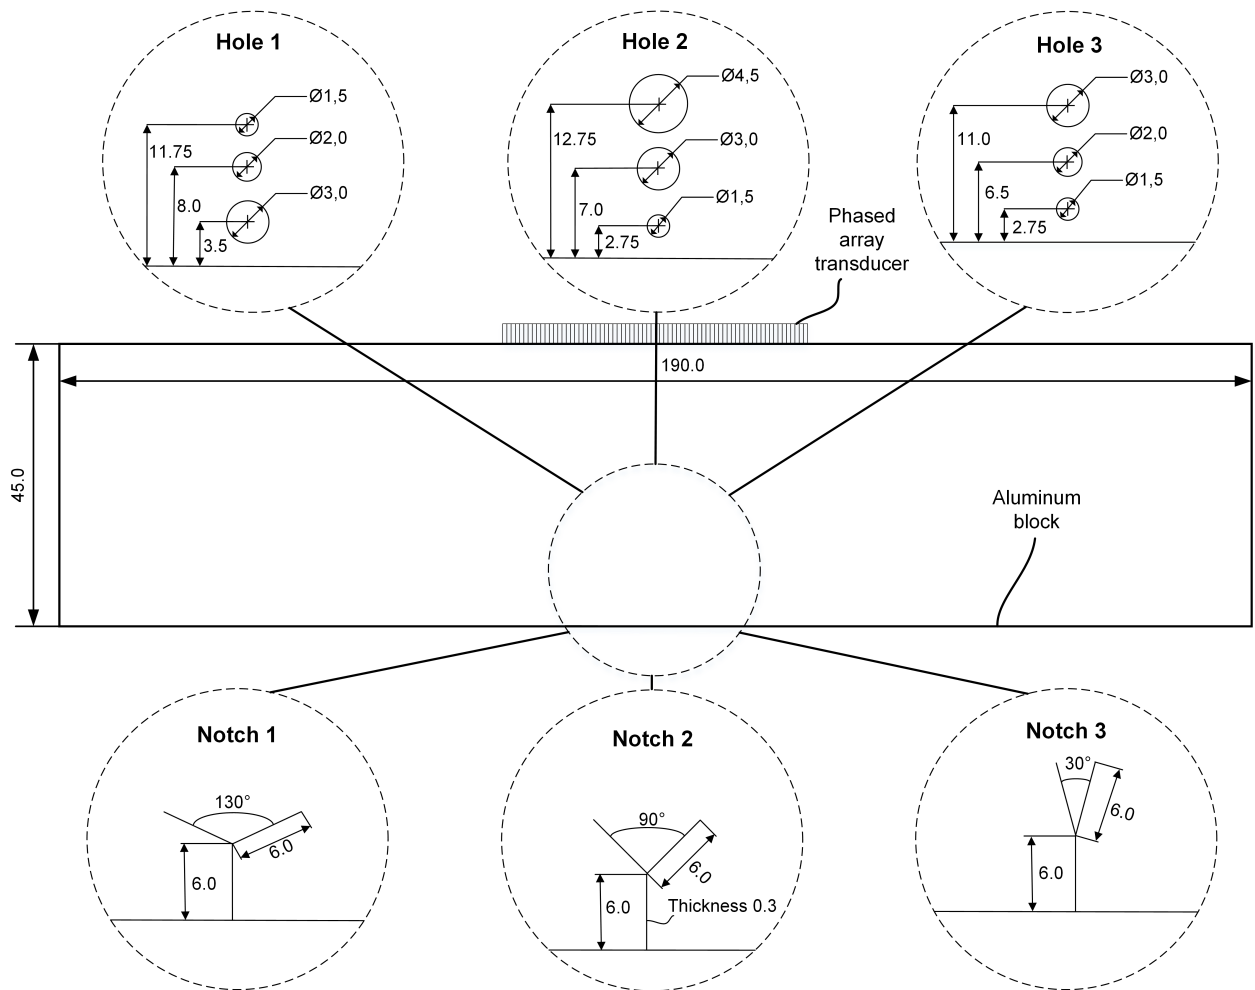 Hole 1
Ø1,5
Ø2,0
Ø3,0
11.75
8.0
3.5
Hole 2
Ø4,5
Ø3,0
Ø1,5
12.75
7.0
2.75
Hole 3
Ø3,0
Ø2,0
Ø1,5
11.0
6.5
2.75
Phased
array
transducer
190.0
45.0
Aluminum
block
Notch 1
130°
6.0
6.0
Notch 2
90°
6.0
6.0
Thickness 0.3
Notch 3
30°
6.0
6.0